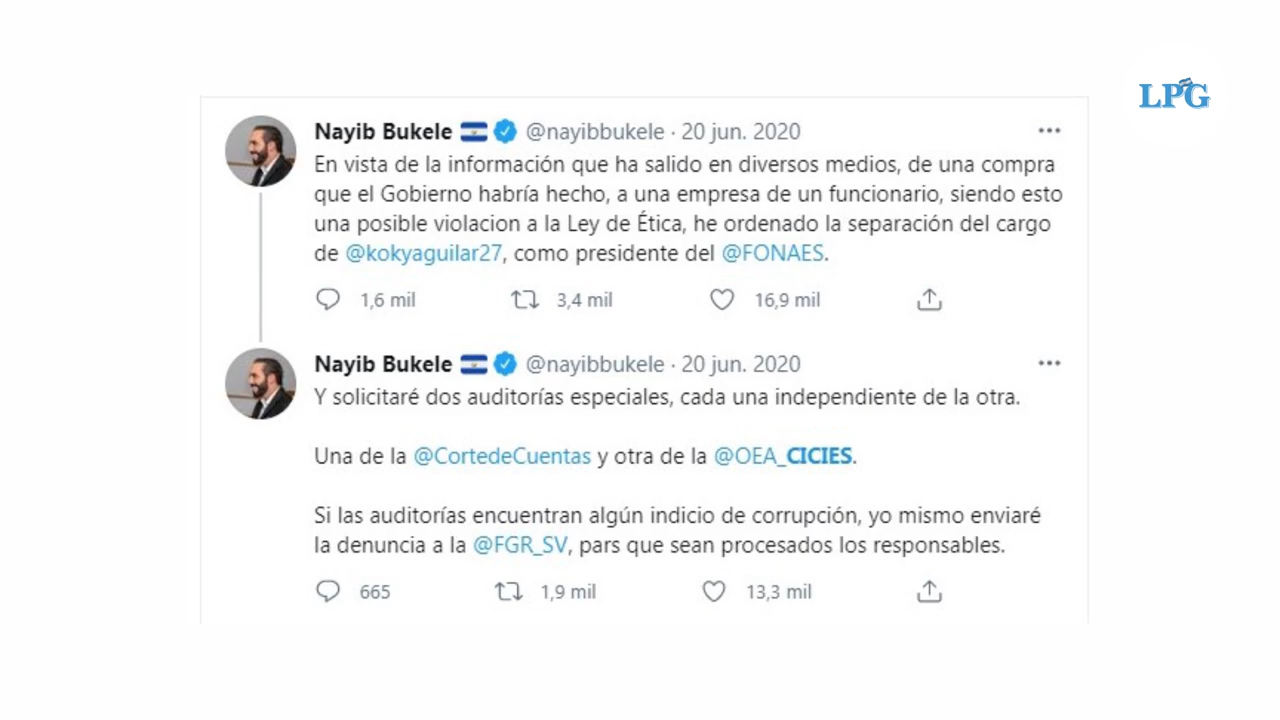 LPG
Nayib Bukele @nayibbukele · 20 jun. 2020
En vista de la información que ha salido en diversos medios, de una compra
que el Gobierno habría hecho, a una empresa de un funcionario, siendo esto
una posible violacion a la Ley de Ética, he ordenado la separación del cargo
de @kokyaguilar27, como presidente del @FONAES.
1,6 mil 3,4 mil 16,9 mil
Nayib Bukele @nayibbukele · 20 jun. 2020
Y solicitaré dos auditorías especiales, cada una independiente de la otra.
Una de la @CortedeCuentas y otra de la @OEA_CICIES.
Si las auditorías encuentran algún indicio de corrupción, yo mismo enviaré
la denuncia a la @FGR_SV, pars que sean procesados los responsables.
665 1,9 mil 13,3 mil